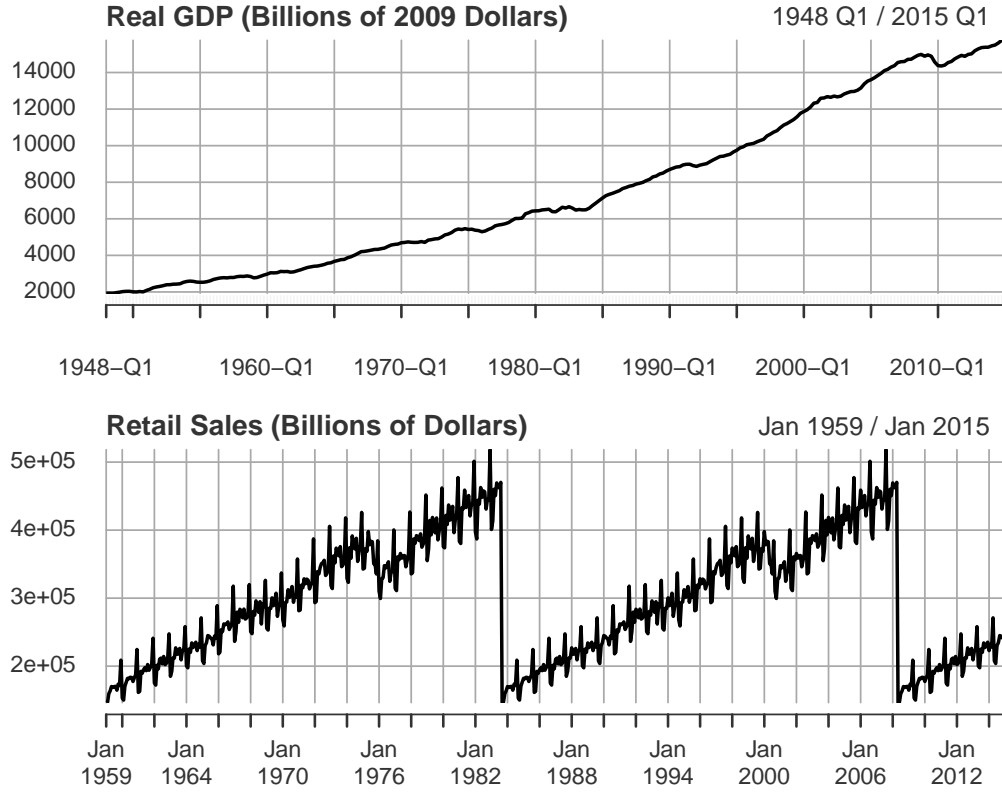 Real GDP (Billions of 2009 Dollars) 1948 Q1 / 2015 Q1
14000
12000
10000
8000
6000
4000
2000
1948−Q1 1960−Q1 1970−Q1 1980−Q1 1990−Q1 2000−Q1 2010−Q1
Retail Sales (Billions of Dollars) Jan 1959 / Jan 2015
5e+05
4e+05
3e+05
2e+05
Jan Jan Jan Jan Jan Jan Jan Jan Jan Jan
1959 1964 1970 1976 1982 1988 1994 2000 2006 2012